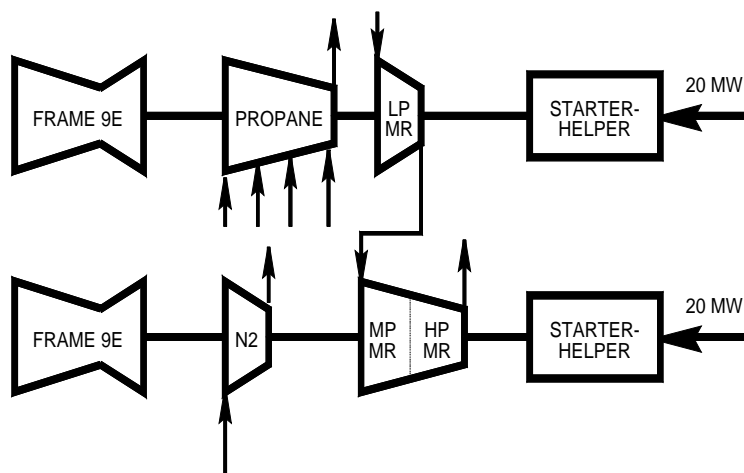 20 MW
FRAME 9E
PROPANE
LP
MR
STARTER-
HELPER
20 MW
FRAME 9E
N2
MP
MR
HP
MR
STARTER-
HELPER